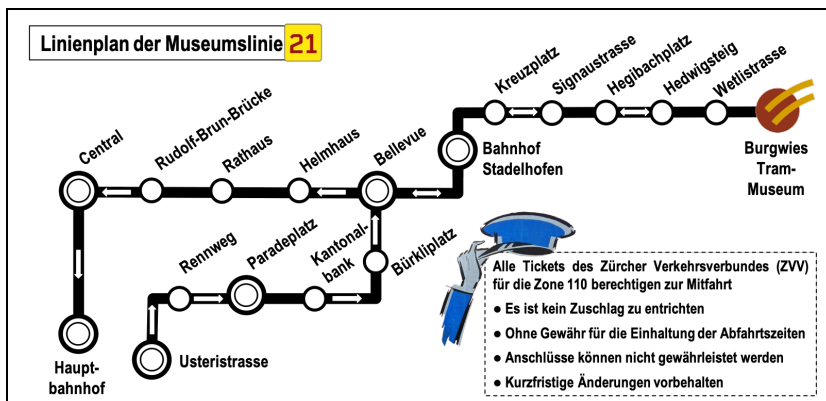 Linienplan der Museumslinie 21
Kreuzplatz
Signaustrasse
Hegibachplatz
Hedwigsteig
Wetlistrasse
Central
Rudolf-Brun-Brücke
Rathaus
Helmhaus
Bellevue
Bahnhof
Stadelhofen
Burgwies
Tram-
Museum
Rennweg
Paradeplatz
Kantonal-
bank
Bürkliplatz
Haupt-
bahnhof
Usteristrasse
Alle Tickets des Zürcher Verkehrsverbundes (ZVV)
für die Zone 110 berechtigen zur Mitfahrt
● Es ist kein Zuschlag zu entrichten
● Ohne Gewähr für die Einhaltung der Abfahrtszeiten
● Anschlüsse können nicht gewährleistet werden
● Kurzfristige Änderungen vorbehalten